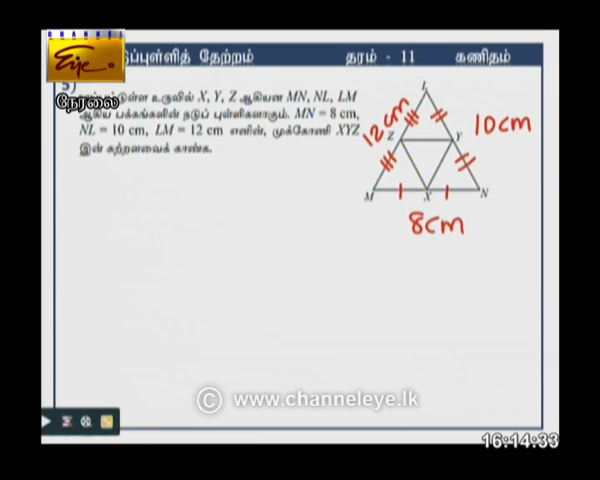 CHANNEL
Eye
நேரலை
தேற்றம் தரம் - 11 கணிதம்
5)
உருவில் X, Y, Z ஆகியன MN, NL, LM
ஆகிய பக்கங்களின் நடுப் புள்ளிகளாகும். MN = 8 cm,
NL = 10 cm, LM = 12 cm எனின், முக்கோணி XYZ
இன் சுற்றளவைக் காண்க.
L
12cm
Z
Y
10cm
M
X
N
8cm
© www.channeleye.lk
16:14:33